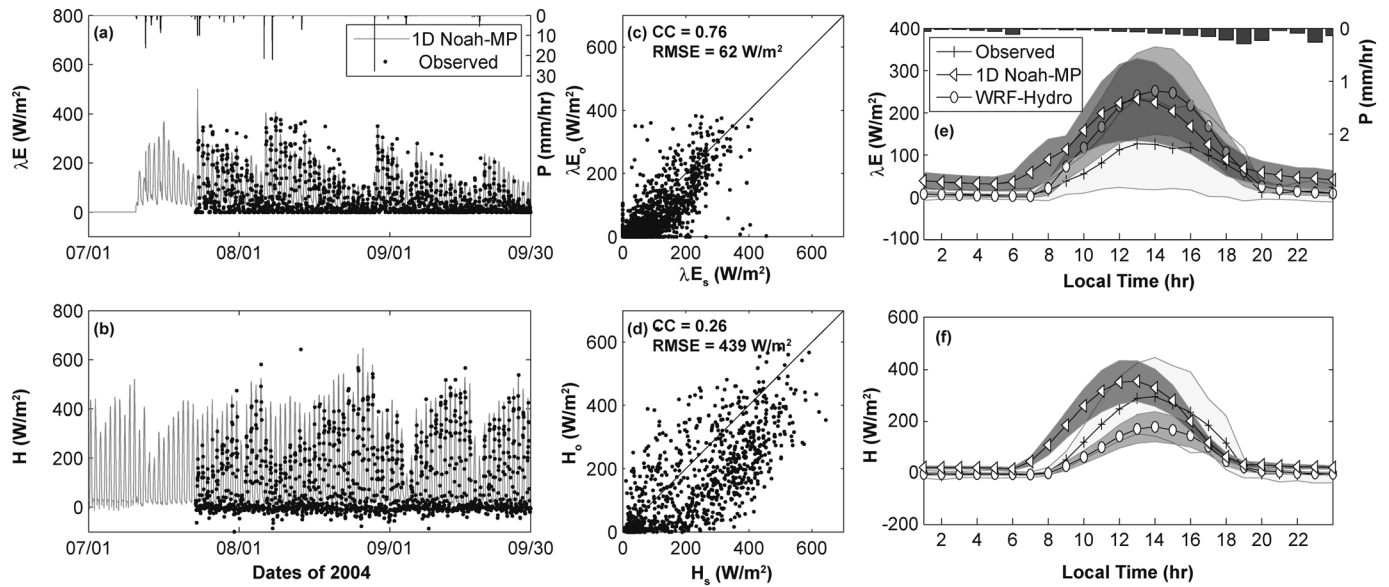 (a)
1D Noah-MP
Observed
λE (W/m²)
800
600
400
200
0
P (mm/hr)
0
10
20
30
07/01
08/01
09/01
09/30
(c)
CC = 0.76
RMSE = 62 W/m²
λEₒ (W/m²)
600
400
200
0
0
200
400
600
λEₛ (W/m²)
Observed
1D Noah-MP
WRF-Hydro
(e)
λE (W/m²)
400
300
200
100
0
-100
P (mm/hr)
0
1
2
2 4 6 8 10 12 14 16 18 20 22
Local Time (hr)
(b)
H (W/m²)
800
600
400
200
0
07/01
08/01
09/01
09/30
Dates of 2004
(d)
CC = 0.26
RMSE = 439 W/m²
Hₒ (W/m²)
600
400
200
0
0
200
400
600
Hₛ (W/m²)
(f)
H (W/m²)
600
400
200
0
-200
2 4 6 8 10 12 14 16 18 20 22
Local Time (hr)